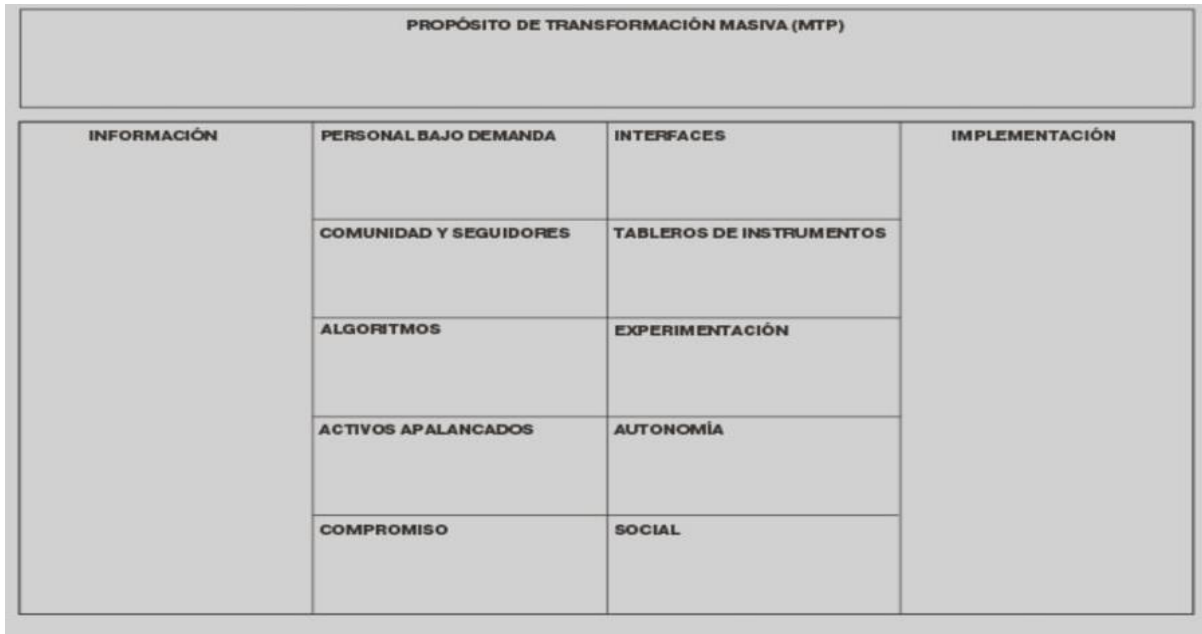 PROPÓSITO DE TRANSFORMACIÓN MASIVA (MTP)
INFORMACIÓN
PERSONAL BAJO DEMANDA
INTERFACES
IMPLEMENTACIÓN
COMUNIDAD Y SEGUIDORES
TABLEROS DE INSTRUMENTOS
ALGORITMOS
EXPERIMENTACIÓN
ACTIVOS APALANCADOS
AUTONOMÍA
COMPROMISO
SOCIAL